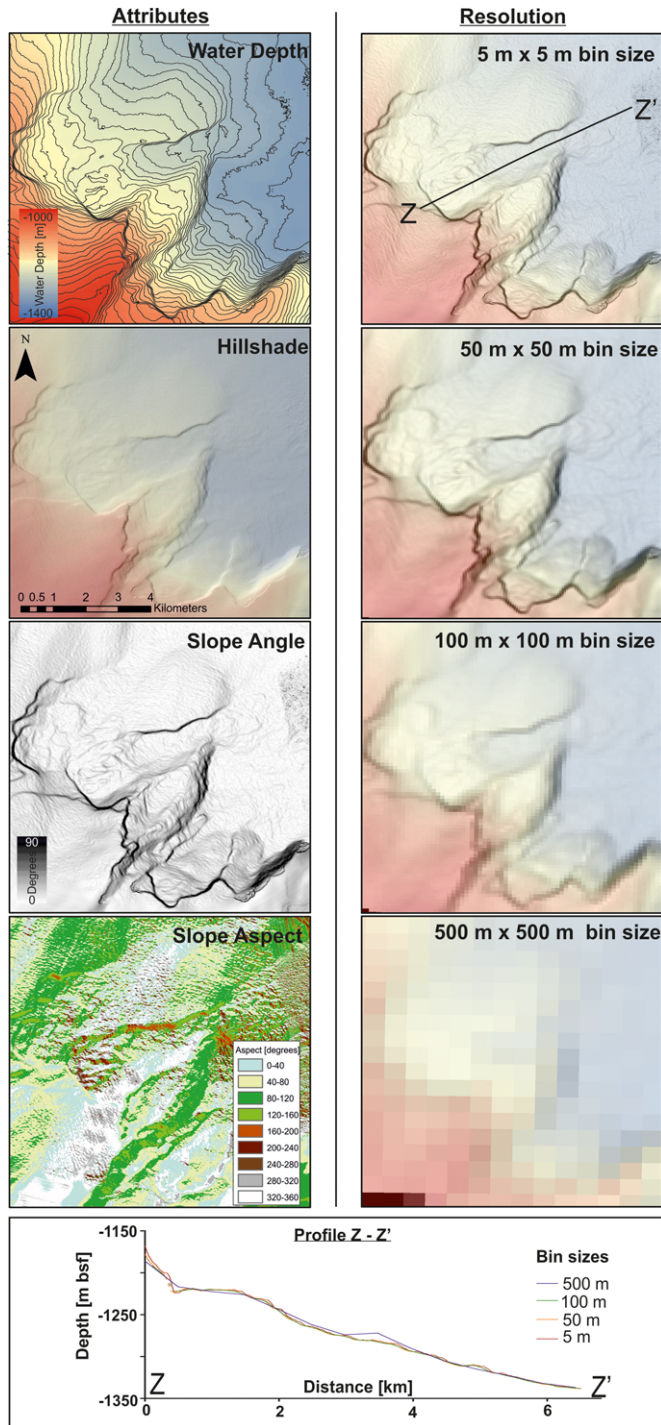 Attributes
Resolution
Water Depth
-1000
Water Depth [m]
-1400
5 m x 5 m bin size
Z'
Z
N
Hillshade
0 0.5 1 2 3 4
Kilometers
50 m x 50 m bin size
Slope Angle
90
Degrees
0
100 m x 100 m bin size
Slope Aspect
Aspect [degrees]
0-40
40-80
80-120
120-160
160-200
200-240
240-280
280-320
320-360
500 m x 500 m bin size
Profile Z - Z'
-1150
-1250
-1350
Depth [m bsf]
Bin sizes
500 m
100 m
50 m
5 m
Z
Z'
0 2 4 6
Distance [km]